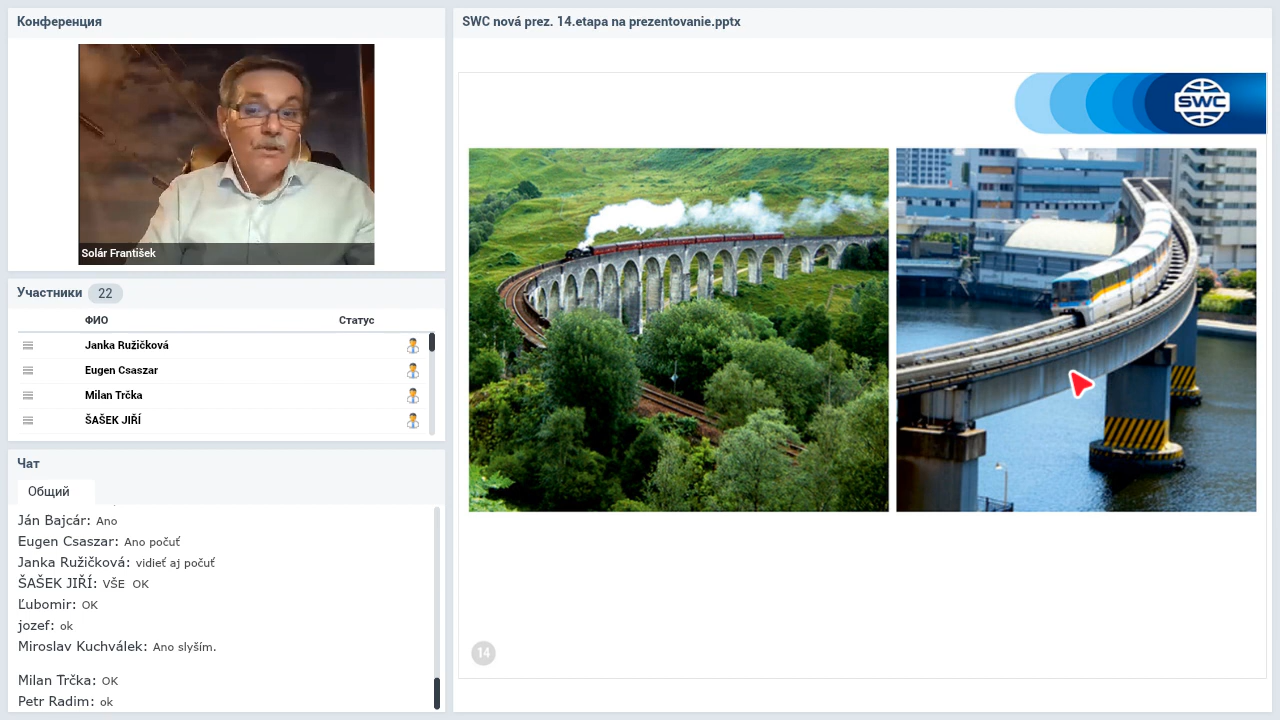 Конференция
Solár František
Участники 22
ФИО Статус
Janka Ružičková
Eugen Csaszar
Milan Trčka
ŠAŠEK JIŘÍ
Чат
Общий
Ján Bajcár: Ano
Eugen Csaszar: Ano počuť
Janka Ružičková: vidieť aj počuť
ŠAŠEK JIŘÍ: VŠE OK
Ľubomir: OK
jozef: ok
Miroslav Kuchválek: Ano slyším.
Milan Trčka: OK
Petr Radim: ok
SWC nová prez. 14.etapa na prezentovanie.pptx
SWC
14